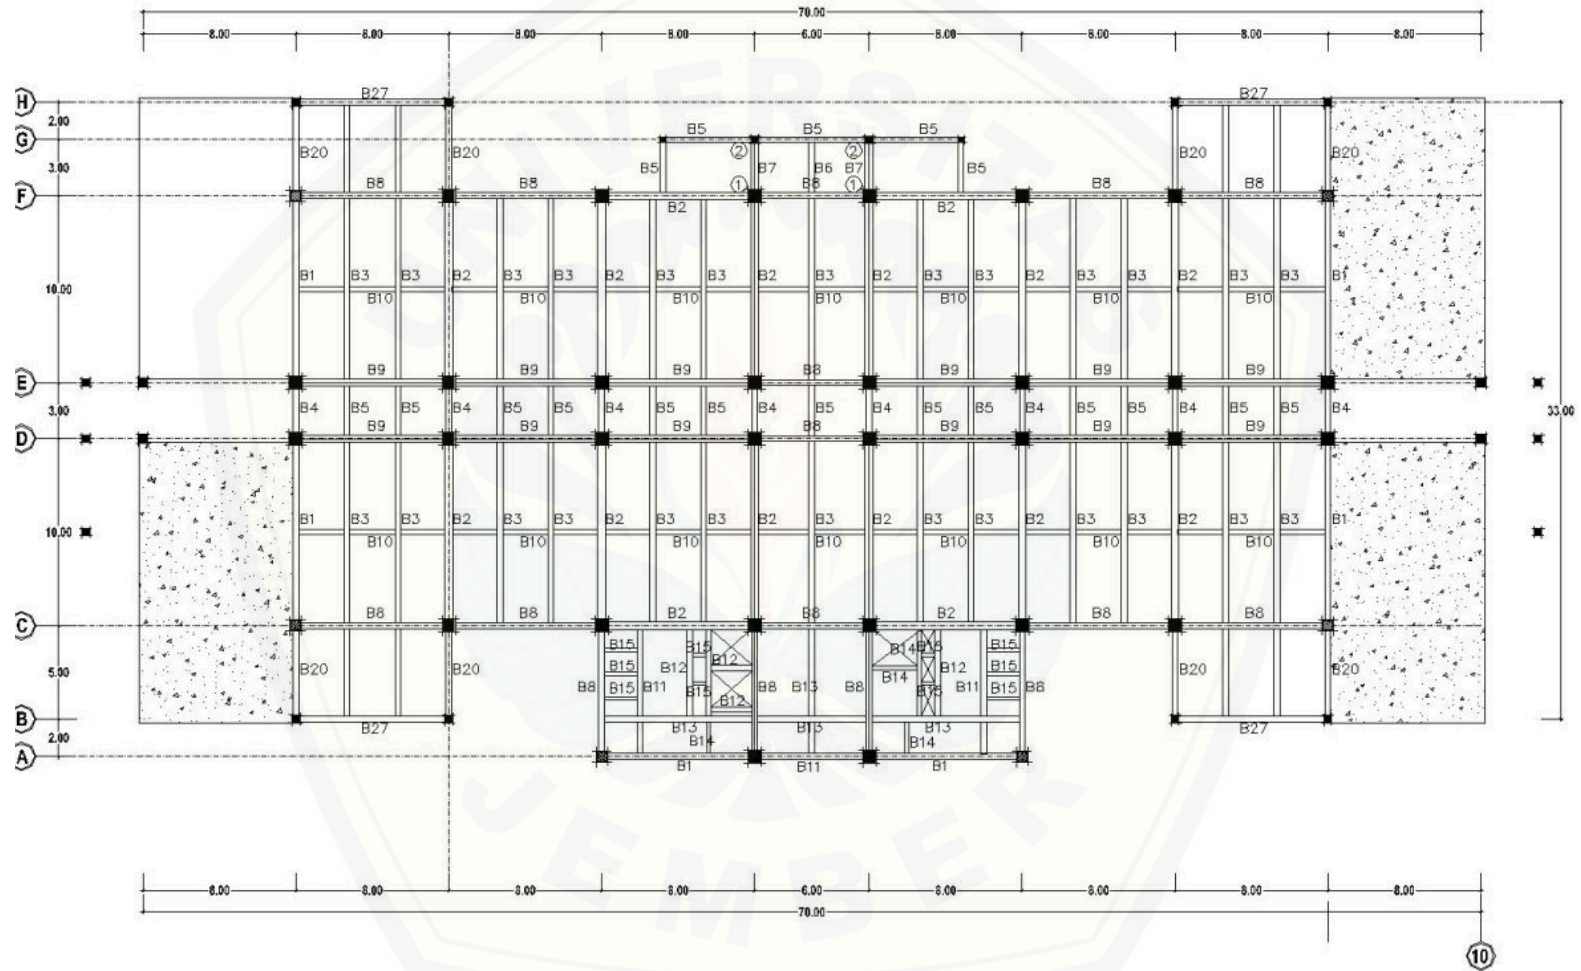 70.00
8.00 8.00 8.00 8.00 6.00 8.00 8.00 8.00 8.00
H B27 B27
2.00
G B5 B5 B5
UNIVERSITAS
2 2
3.00 B20 B20 B5 B7 B6 B7 B5 B20 B20
B8 B8 1 B8 1 B8 B8
F
B2 B2
10.00
B1 B3 B3 B2 B3 B3 B2 B3 B3 B2 B3 B2 B3 B3 B2 B3 B3 B2 B3 B3 B1
B10 B10 B10 B10 B10 B10 B10
B9 B9 B9 B8 B9 B9 B9
E
3.00 B4 B5 B5 B4 B5 B5 B4 B5 B5 B4 B5 B4 B5 B5 B4 B5 B5 B4 B5 B5 B4 33.00
B9 B9 B9 B8 B9 B9 B9
D
B1 B3 B3 B2 B3 B3 B2 B3 B3 B2 B3 B2 B3 B3 B2 B3 B3 B2 B3 B3 B1
10.00 B10 B10 B10 B10 B10 B10 B10
B8 B8 B2 B8 B2 B8 B8
C
B15 B15 B14 B15 B15
B12
5.00 B20 B20 B15 B12 B14 B12 B15 B20 B20
B8 B15 B11 B15 B12 B8 B13 B8 B15 B11 B15 B8
B
B27 B13 B13 B13 B27
2.00 B14 B14
A
B1 B11 B1
JEMBER
8.00 8.00 8.00 8.00 6.00 8.00 8.00 8.00 8.00
70.00
10